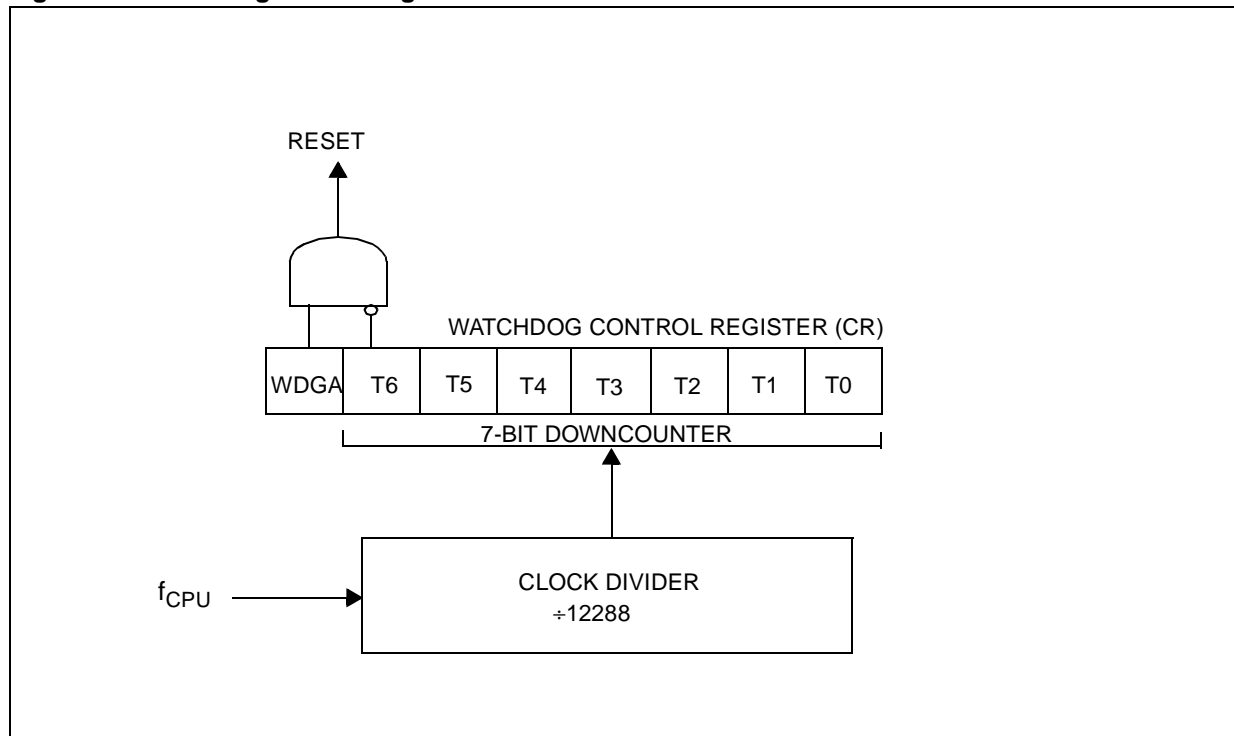 RESET
WATCHDOG CONTROL REGISTER (CR)
WDGA T6 T5 T4 T3 T2 T1 T0
7-BIT DOWNCOUNTER
fCPU
CLOCK DIVIDER
÷12288